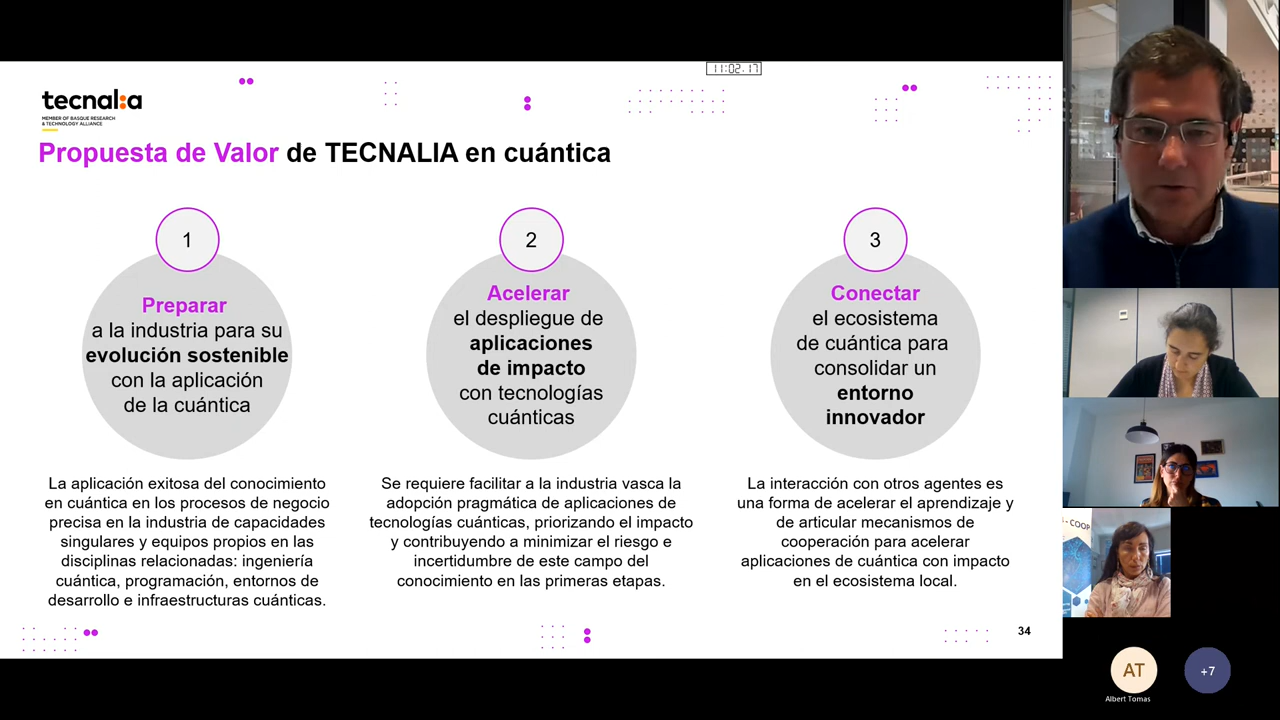 11:02.17
tecnalia
MEMBER OF BASQUE RESEARCH
& TECHNOLOGY ALLIANCE
Propuesta de Valor de TECNALIA en cuántica
1
Preparar
a la industria para su
evolución sostenible
con la aplicación
de la cuántica
La aplicación exitosa del conocimiento
en cuántica en los procesos de negocio
precisa en la industria de capacidades
singulares y equipos propios en las
disciplinas relacionadas: ingeniería
cuántica, programación, entornos de
desarrollo e infraestructuras cuánticas.
2
Acelerar
el despliegue de
aplicaciones
de impacto
con tecnologías
cuánticas
Se requiere facilitar a la industria vasca la
adopción pragmática de aplicaciones de
tecnologías cuánticas, priorizando el impacto
y contribuyendo a minimizar el riesgo e
incertidumbre de este campo del
conocimiento en las primeras etapas.
3
Conectar
el ecosistema
de cuántica para
consolidar un
entorno
innovador
La interacción con otros agentes es
una forma de acelerar el aprendizaje y
de articular mecanismos de
cooperación para acelerar
aplicaciones de cuántica con impacto
en el ecosistema local.
34
- COOP
AT
Albert Tomas
+7